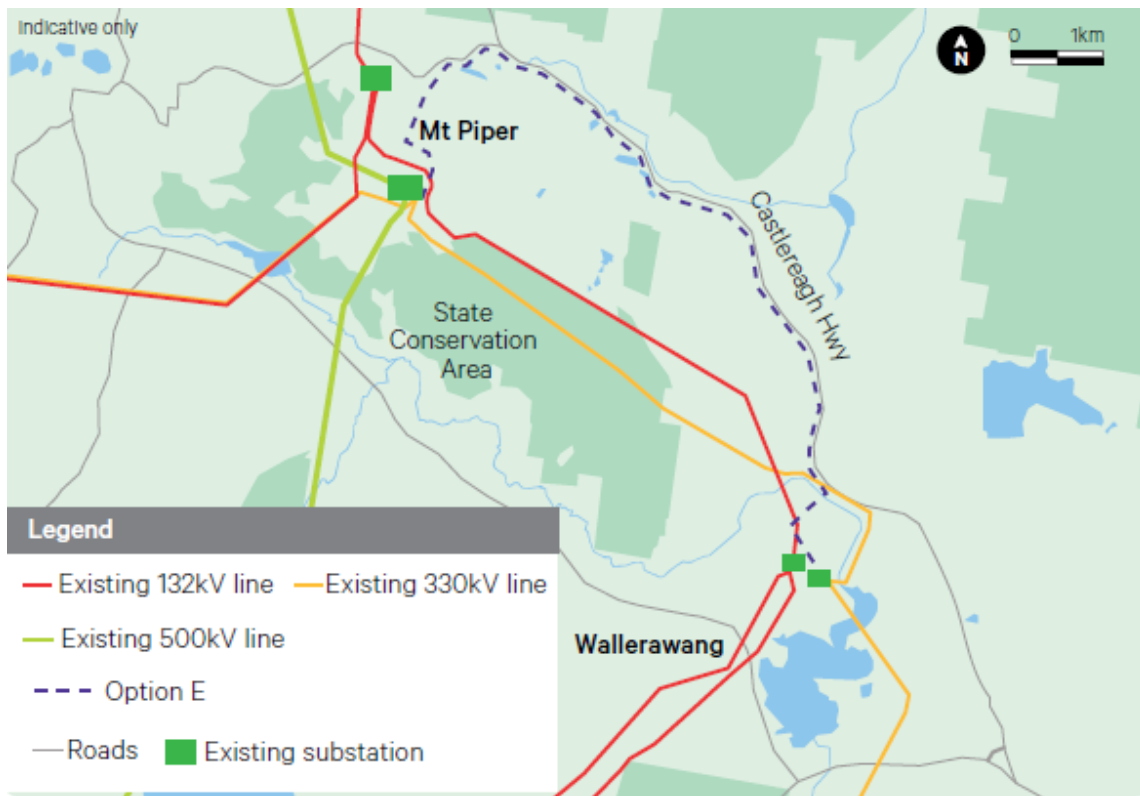 Indicative only
N
0 1km
Mt Piper
Castlereagh Hwy
State
Conservation
Area
Legend
Existing 132kV line
Existing 330kV line
Existing 500kV line
Option E
Roads
Existing substation
Wallerawang